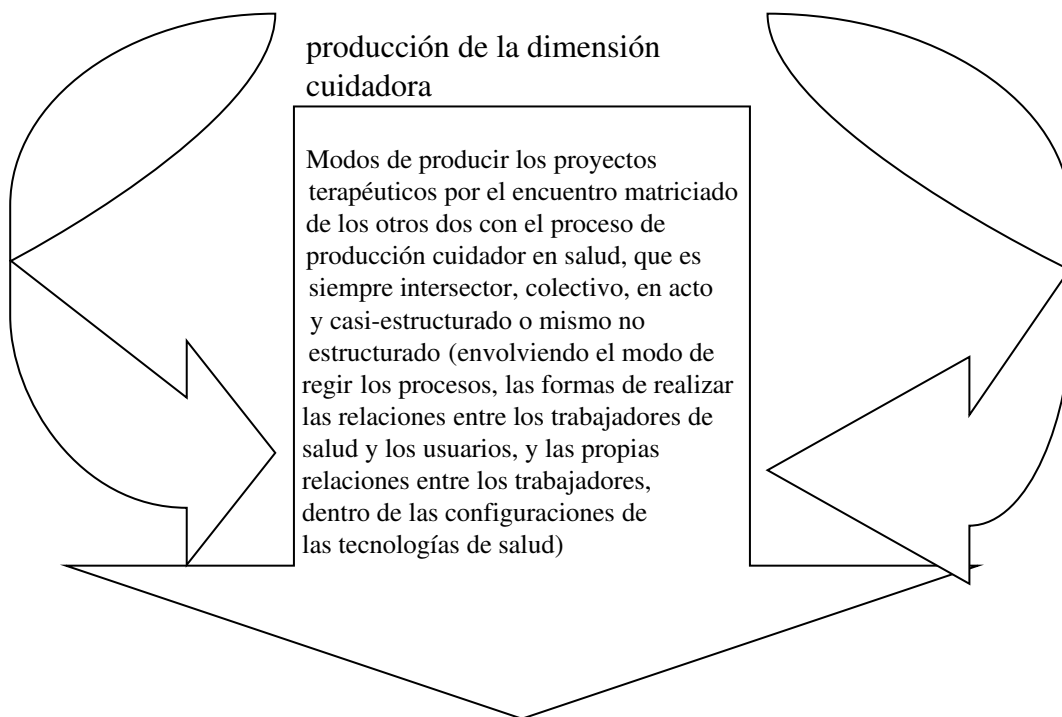 producción de la dimensión
cuidadora
Modos de producir los proyectos
terapéuticos por el encuentro matriciado
de los otros dos con el proceso de
producción cuidador en salud, que es
siempre intersector, colectivo, en acto
y casi-estructurado o mismo no
estructurado (envolviendo el modo de
regir los procesos, las formas de realizar
las relaciones entre los trabajadores de
salud y los usuarios, y las propias
relaciones entre los trabajadores,
dentro de las configuraciones de
las tecnologías de salud)